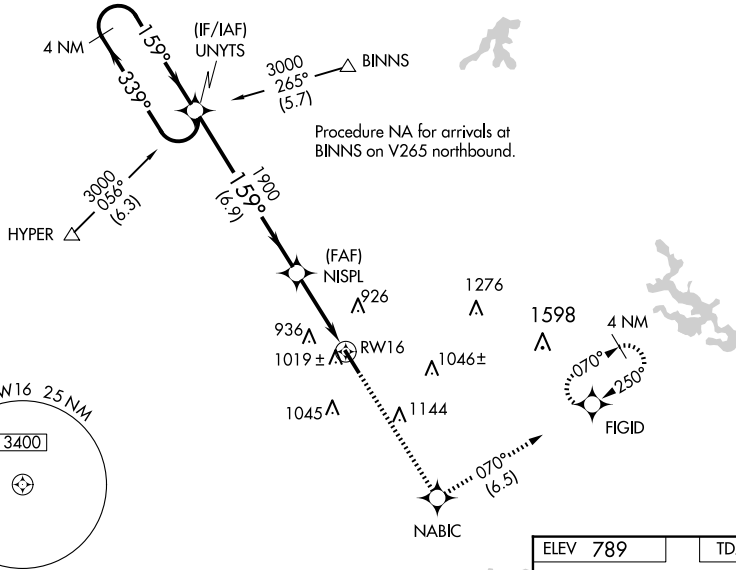 (IF/IAF)
UNYTS
4 NM
159°
339°
3000
265°
(5.7)
BINNS
Procedure NA for arrivals at
BINNS on V265 northbound.
3000
056°
(6.3)
HYPER
1900
159°
(6.9)
(FAF)
NISPL
926
1276
936
1598
4 NM
RW16
1019 ±
1046±
070°
250°
1045
1144
FIGID
W16 25 NM
3400
070°
(6.5)
NABIC
ELEV 789